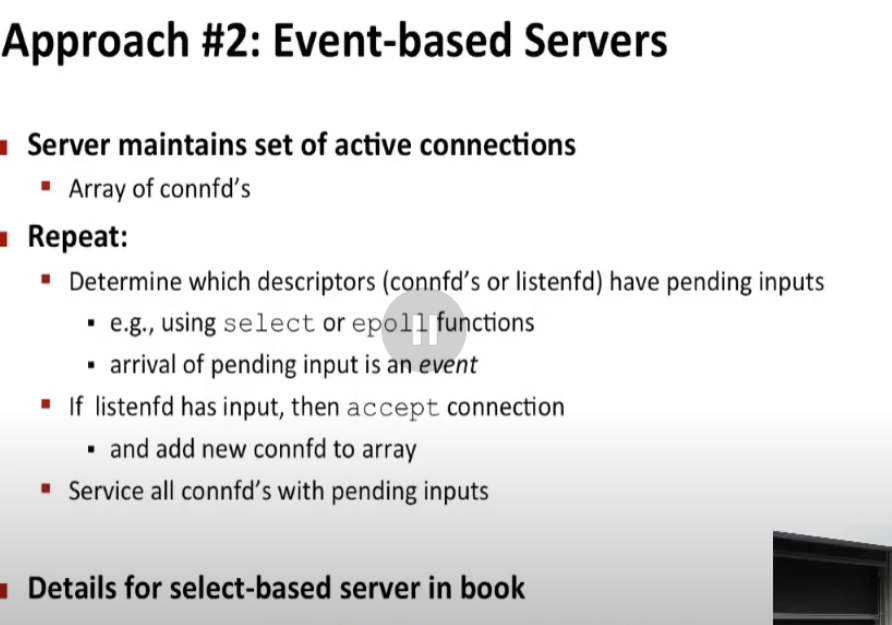 Approach #2: Event-based Servers
Server maintains set of active connections
Array of connfd's
Repeat:
Determine which descriptors (connfd's or listenfd) have pending inputs
e.g., using select or epoll functions
arrival of pending input is an event
If listenfd has input, then accept connection
and add new connfd to array
Service all connfd's with pending inputs
Details for select-based server in book